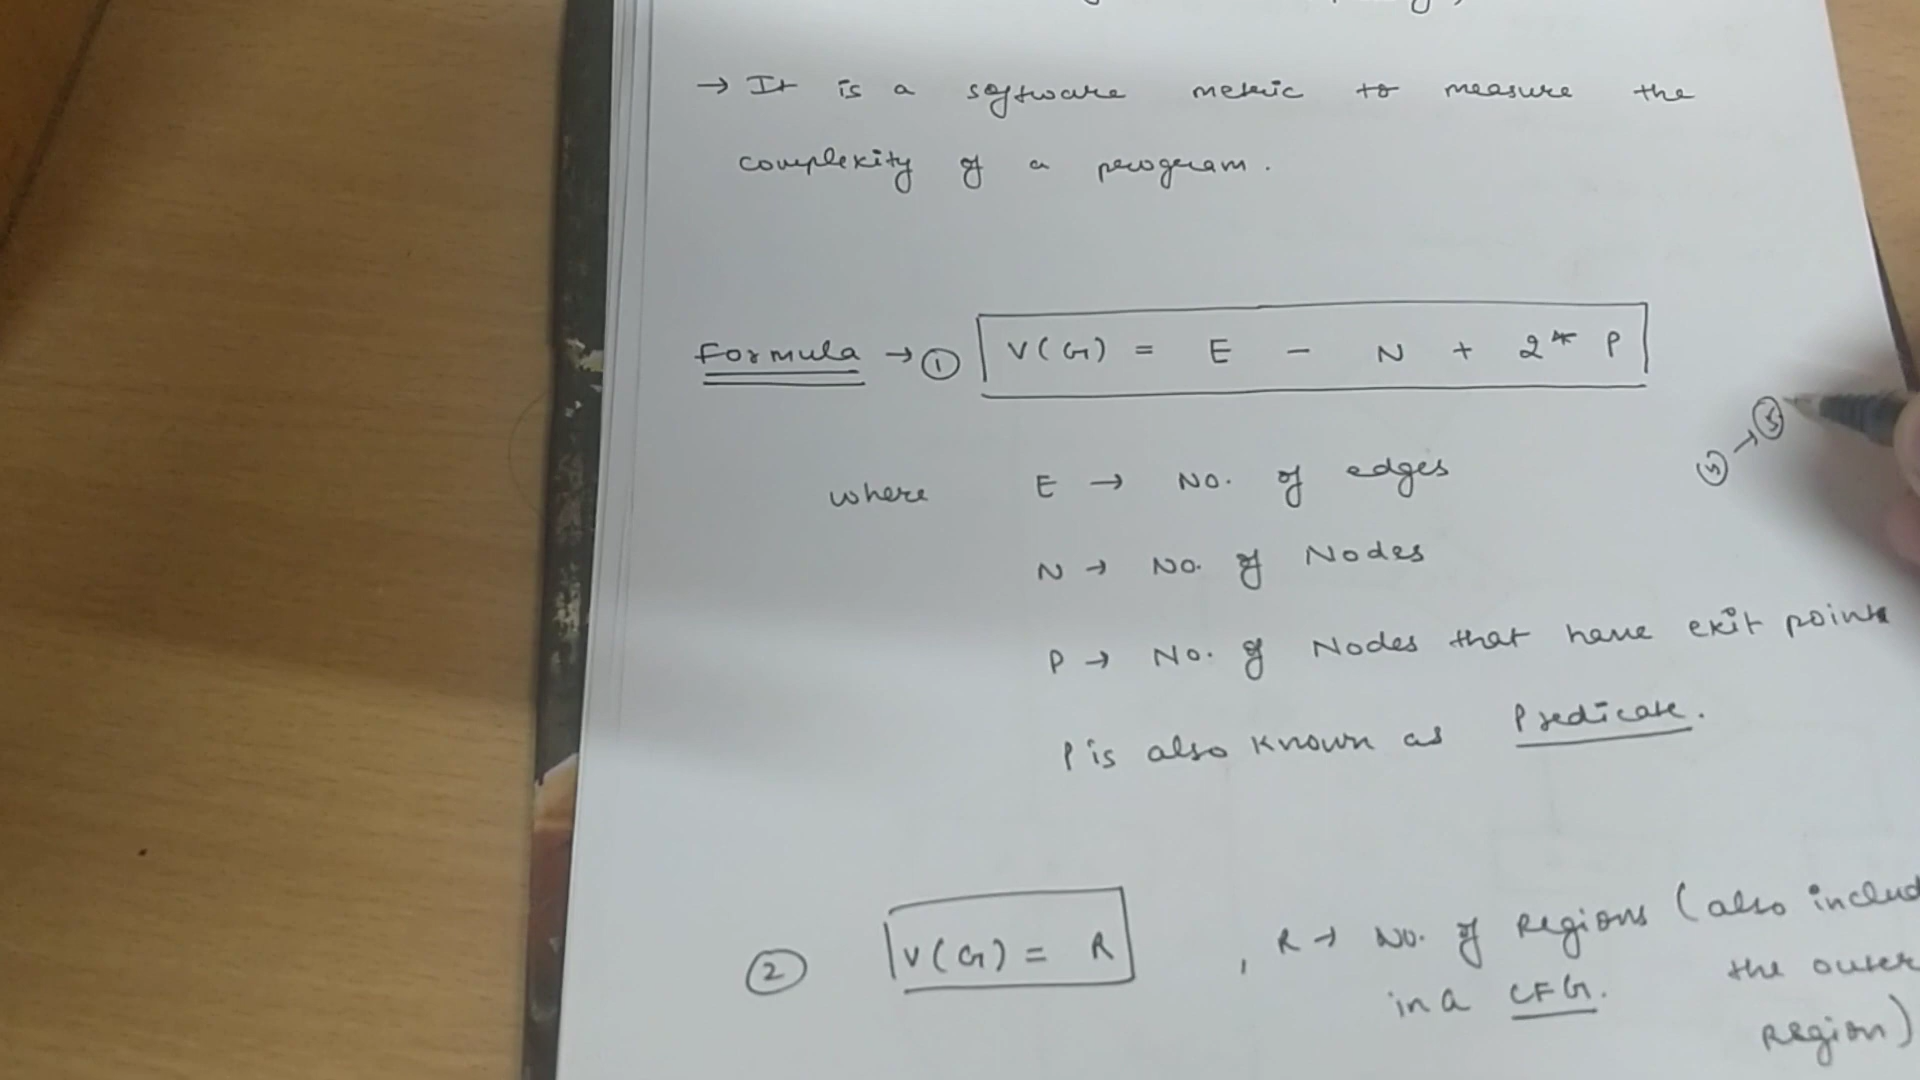 → It is a software metric to measure the
complexity of a program.
Formula → ① V(G) = E - N + 2* P
where E → No. of edges
N → No. of Nodes
P → No. of Nodes that have exit points
P is also known as Predicate.
② V(G) = R , R → No. of Regions (also includ
in a CFG. the outer
Region)